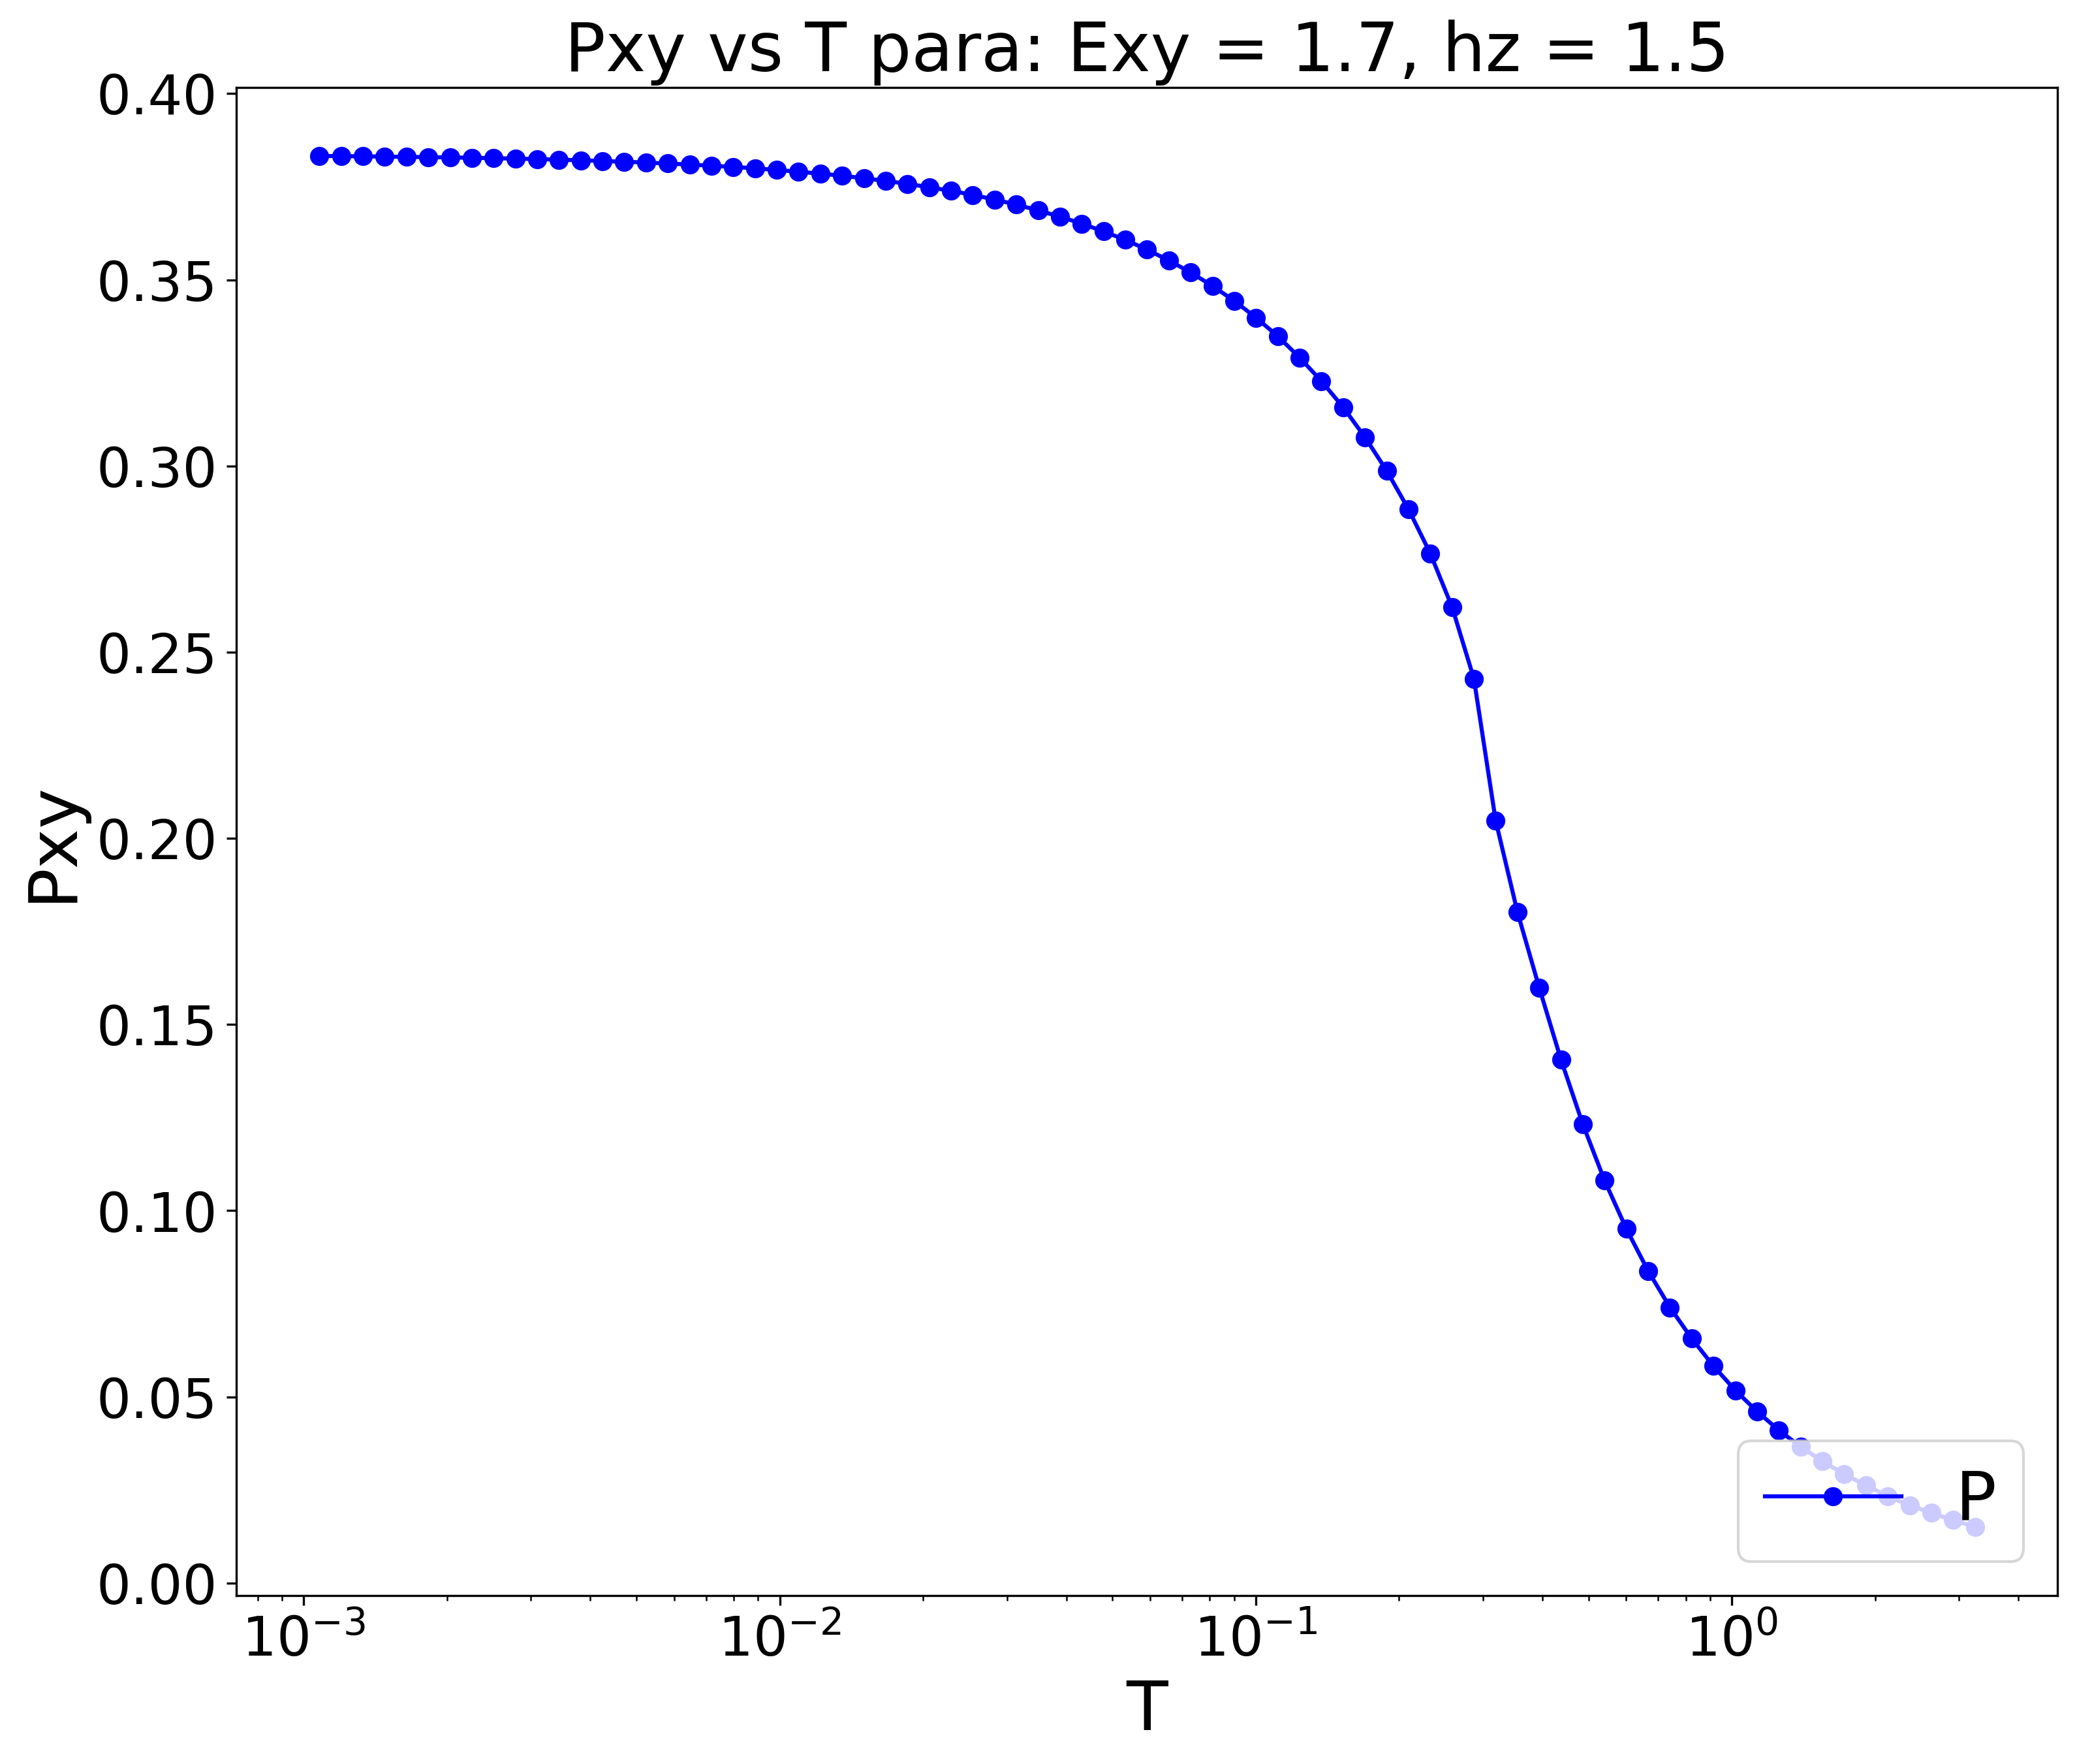 Pxy vs T para: Exy = 1.7, hz = 1.5
0.40
0.35
0.30
0.25
0.20
0.15
0.10
0.05
0.00
Pxy
P
10⁻³ 10⁻² 10⁻¹ 10⁰
T